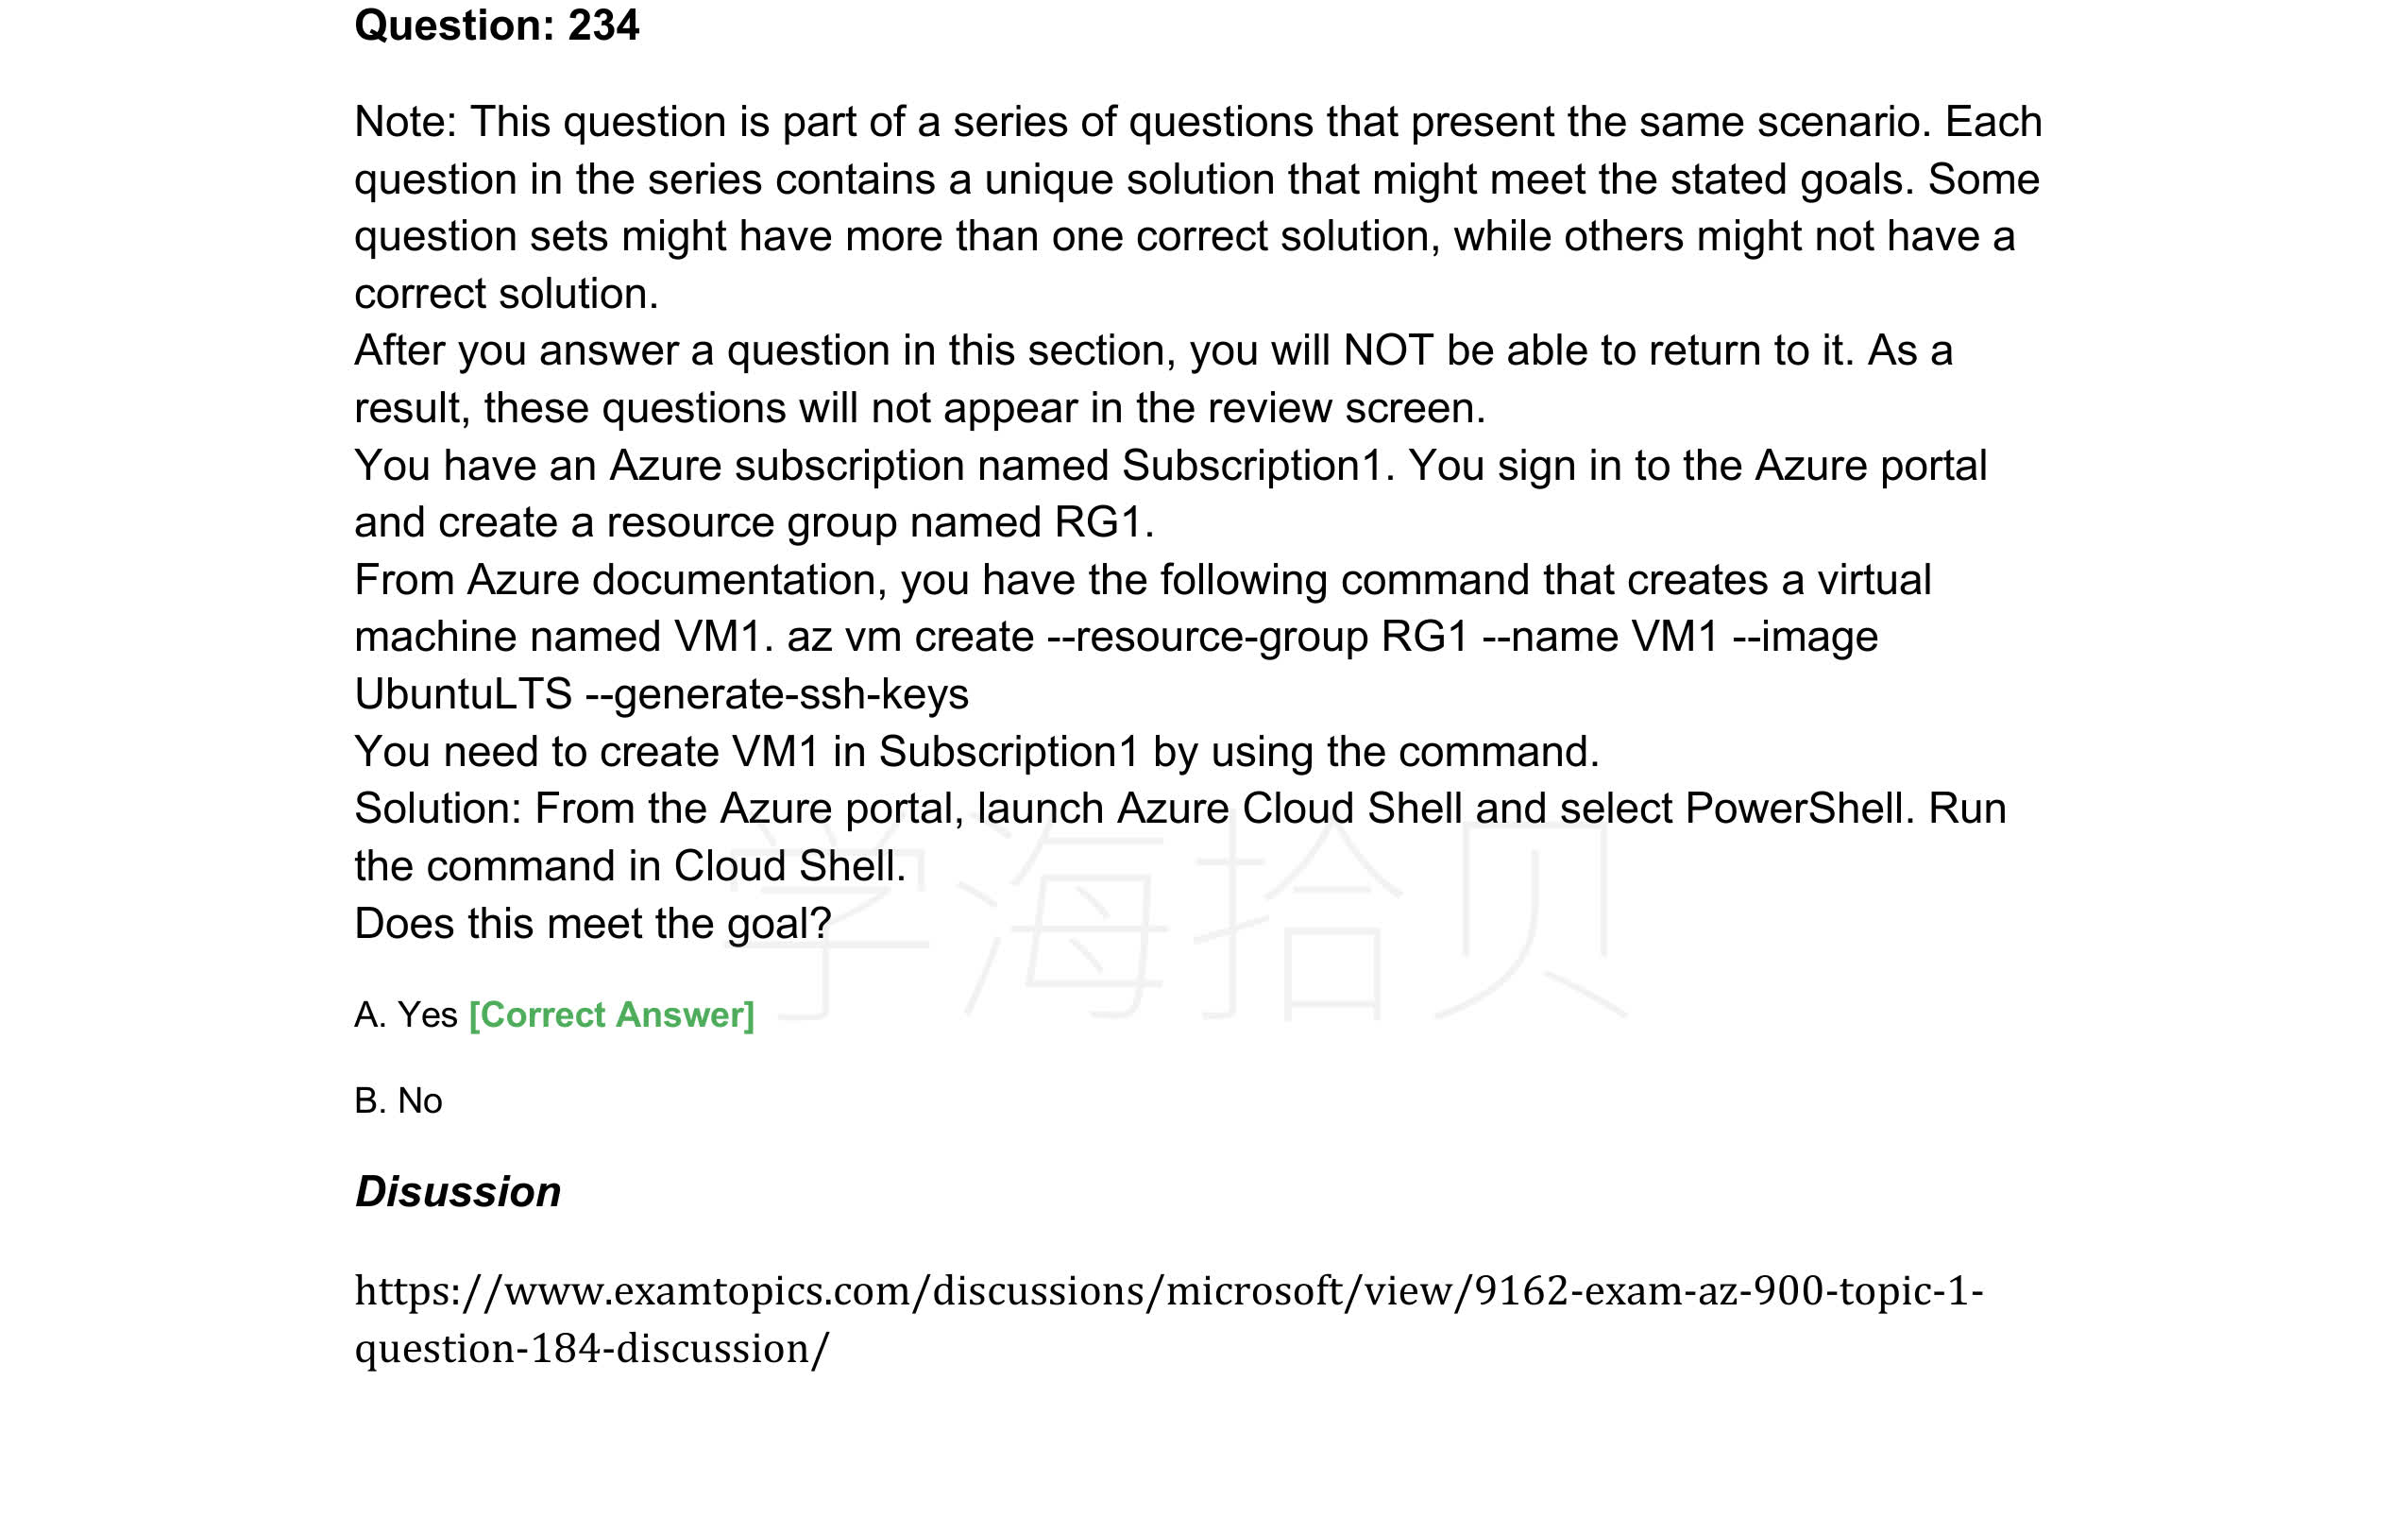 Question: 234
Note: This question is part of a series of questions that present the same scenario. Each
question in the series contains a unique solution that might meet the stated goals. Some
question sets might have more than one correct solution, while others might not have a
correct solution.
After you answer a question in this section, you will NOT be able to return to it. As a
result, these questions will not appear in the review screen.
You have an Azure subscription named Subscription1. You sign in to the Azure portal
and create a resource group named RG1.
From Azure documentation, you have the following command that creates a virtual
machine named VM1. az vm create --resource-group RG1 --name VM1 --image
UbuntuLTS --generate-ssh-keys
You need to create VM1 in Subscription1 by using the command.
Solution: From the Azure portal, launch Azure Cloud Shell and select PowerShell. Run
the command in Cloud Shell.
Does this meet the goal?
学海拾贝
A. Yes [Correct Answer]
B. No
Disussion
https://www.examtopics.com/discussions/microsoft/view/9162-exam-az-900-topic-1-
question-184-discussion/